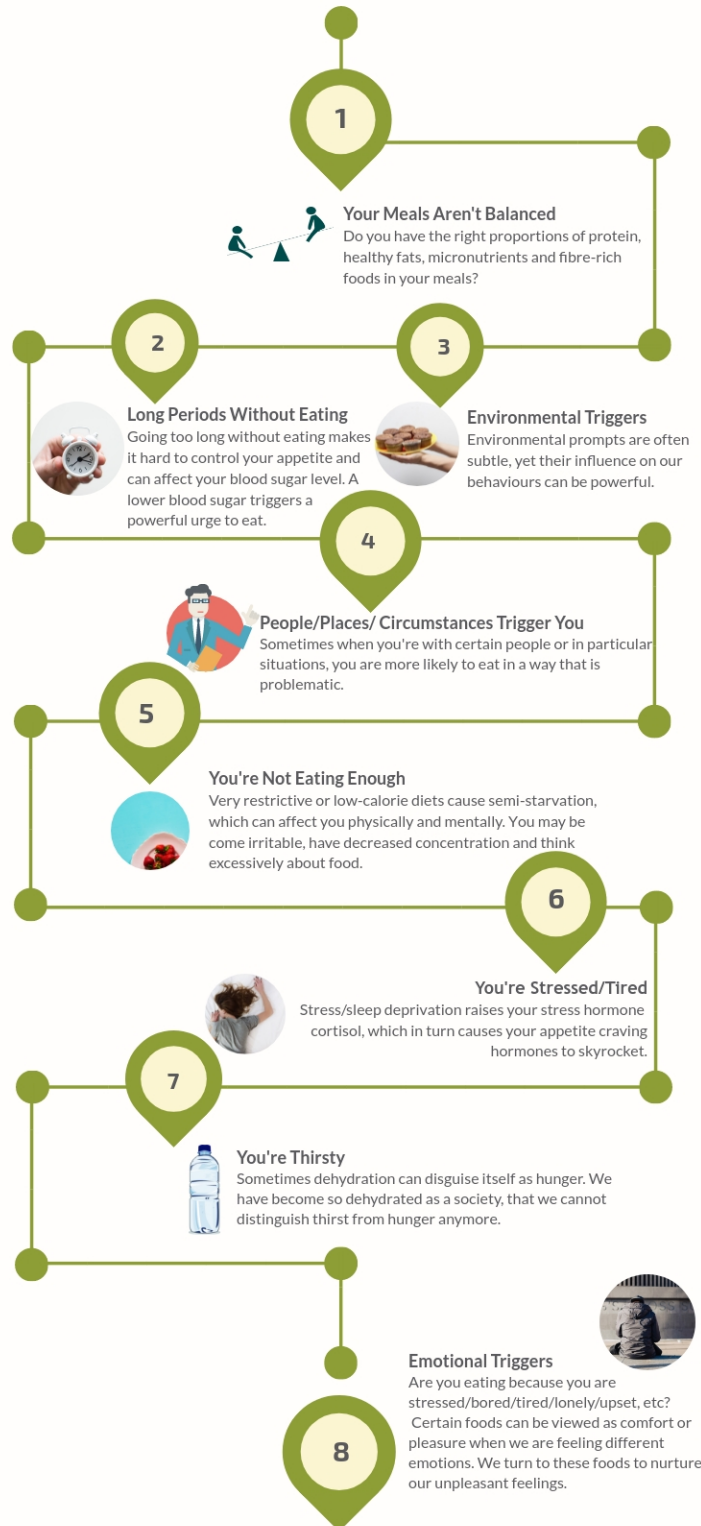 1
Your Meals Aren't Balanced
Do you have the right proportions of protein,
healthy fats, micronutrients and fibre-rich
foods in your meals?
2
Long Periods Without Eating
Going too long without eating makes
it hard to control your appetite and
can affect your blood sugar level. A
lower blood sugar triggers a
powerful urge to eat.
3
Environmental Triggers
Environmental prompts are often
subtle, yet their influence on our
behaviours can be powerful.
4
People/Places/ Circumstances Trigger You
Sometimes when you're with certain people or in particular
situations, you are more likely to eat in a way that is
problematic.
5
You're Not Eating Enough
Very restrictive or low-calorie diets cause semi-starvation,
which can affect you physically and mentally. You may be
come irritable, have decreased concentration and think
excessively about food.
6
You're Stressed/Tired
Stress/sleep deprivation raises your stress hormone
cortisol, which in turn causes your appetite craving
hormones to skyrocket.
7
You're Thirsty
Sometimes dehydration can disguise itself as hunger. We
have become so dehydrated as a society, that we cannot
distinguish thirst from hunger anymore.
8
Emotional Triggers
Are you eating because you are
stressed/bored/tired/lonely/upset, etc?
Certain foods can be viewed as comfort or
pleasure when we are feeling different
emotions. We turn to these foods to nurture
our unpleasant feelings.